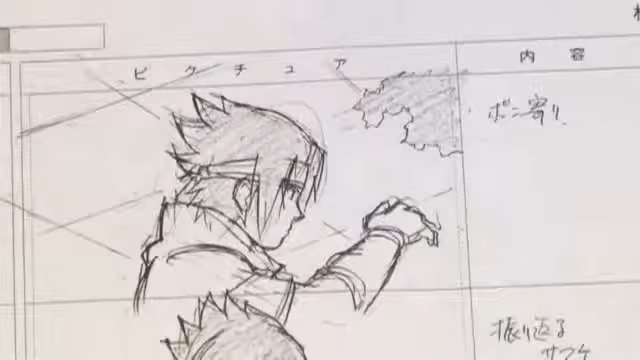 ピクチュア
内容
ポン寄り
振り返る
サスケ